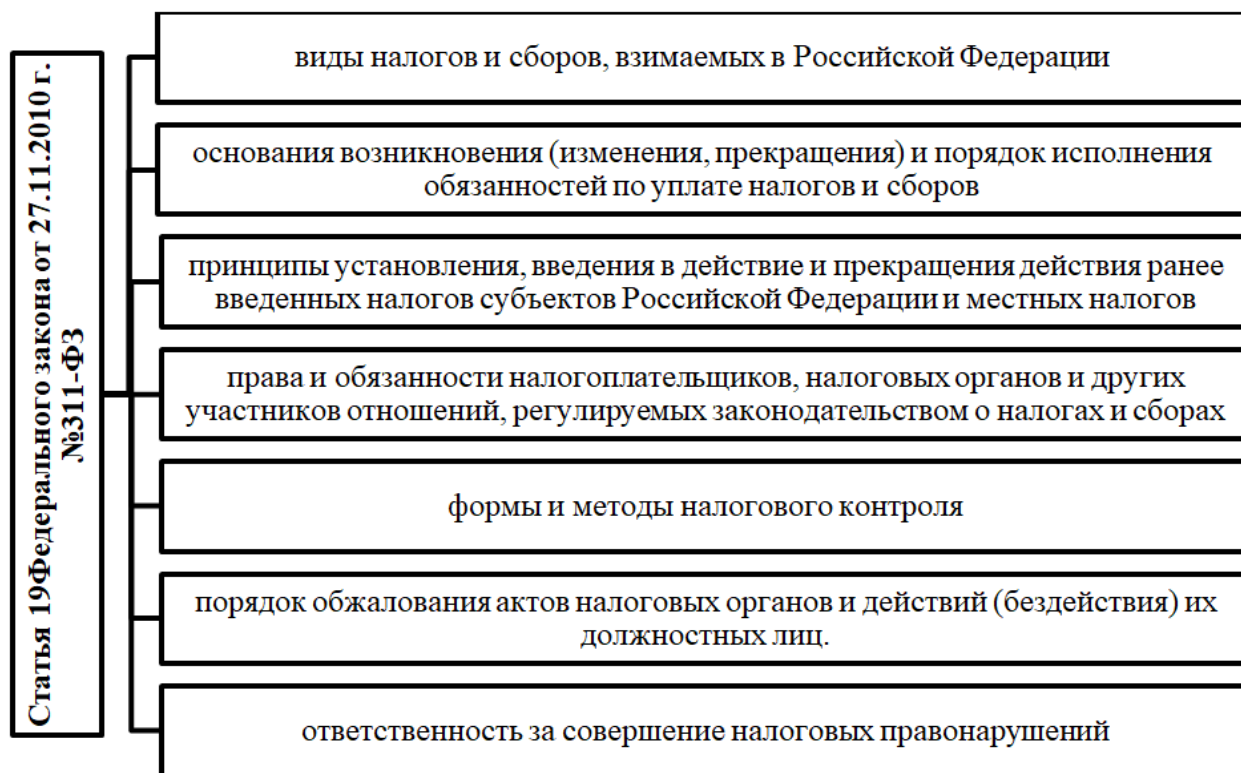 Статья 19Федерального закона от 27.11.2010 г.
№311-ФЗ
виды налогов и сборов, взимаемых в Российской Федерации
основания возникновения (изменения, прекращения) и порядок исполнения
обязанностей по уплате налогов и сборов
принципы установления, введения в действие и прекращения действия ранее
введенных налогов субъектов Российской Федерации и местных налогов
права и обязанности налогоплательщиков, налоговых органов и других
участников отношений, регулируемых законодательством о налогах и сборах
формы и методы налогового контроля
порядок обжалования актов налоговых органов и действий (бездействия) их
должностных лиц.
ответственность за совершение налоговых правонарушений